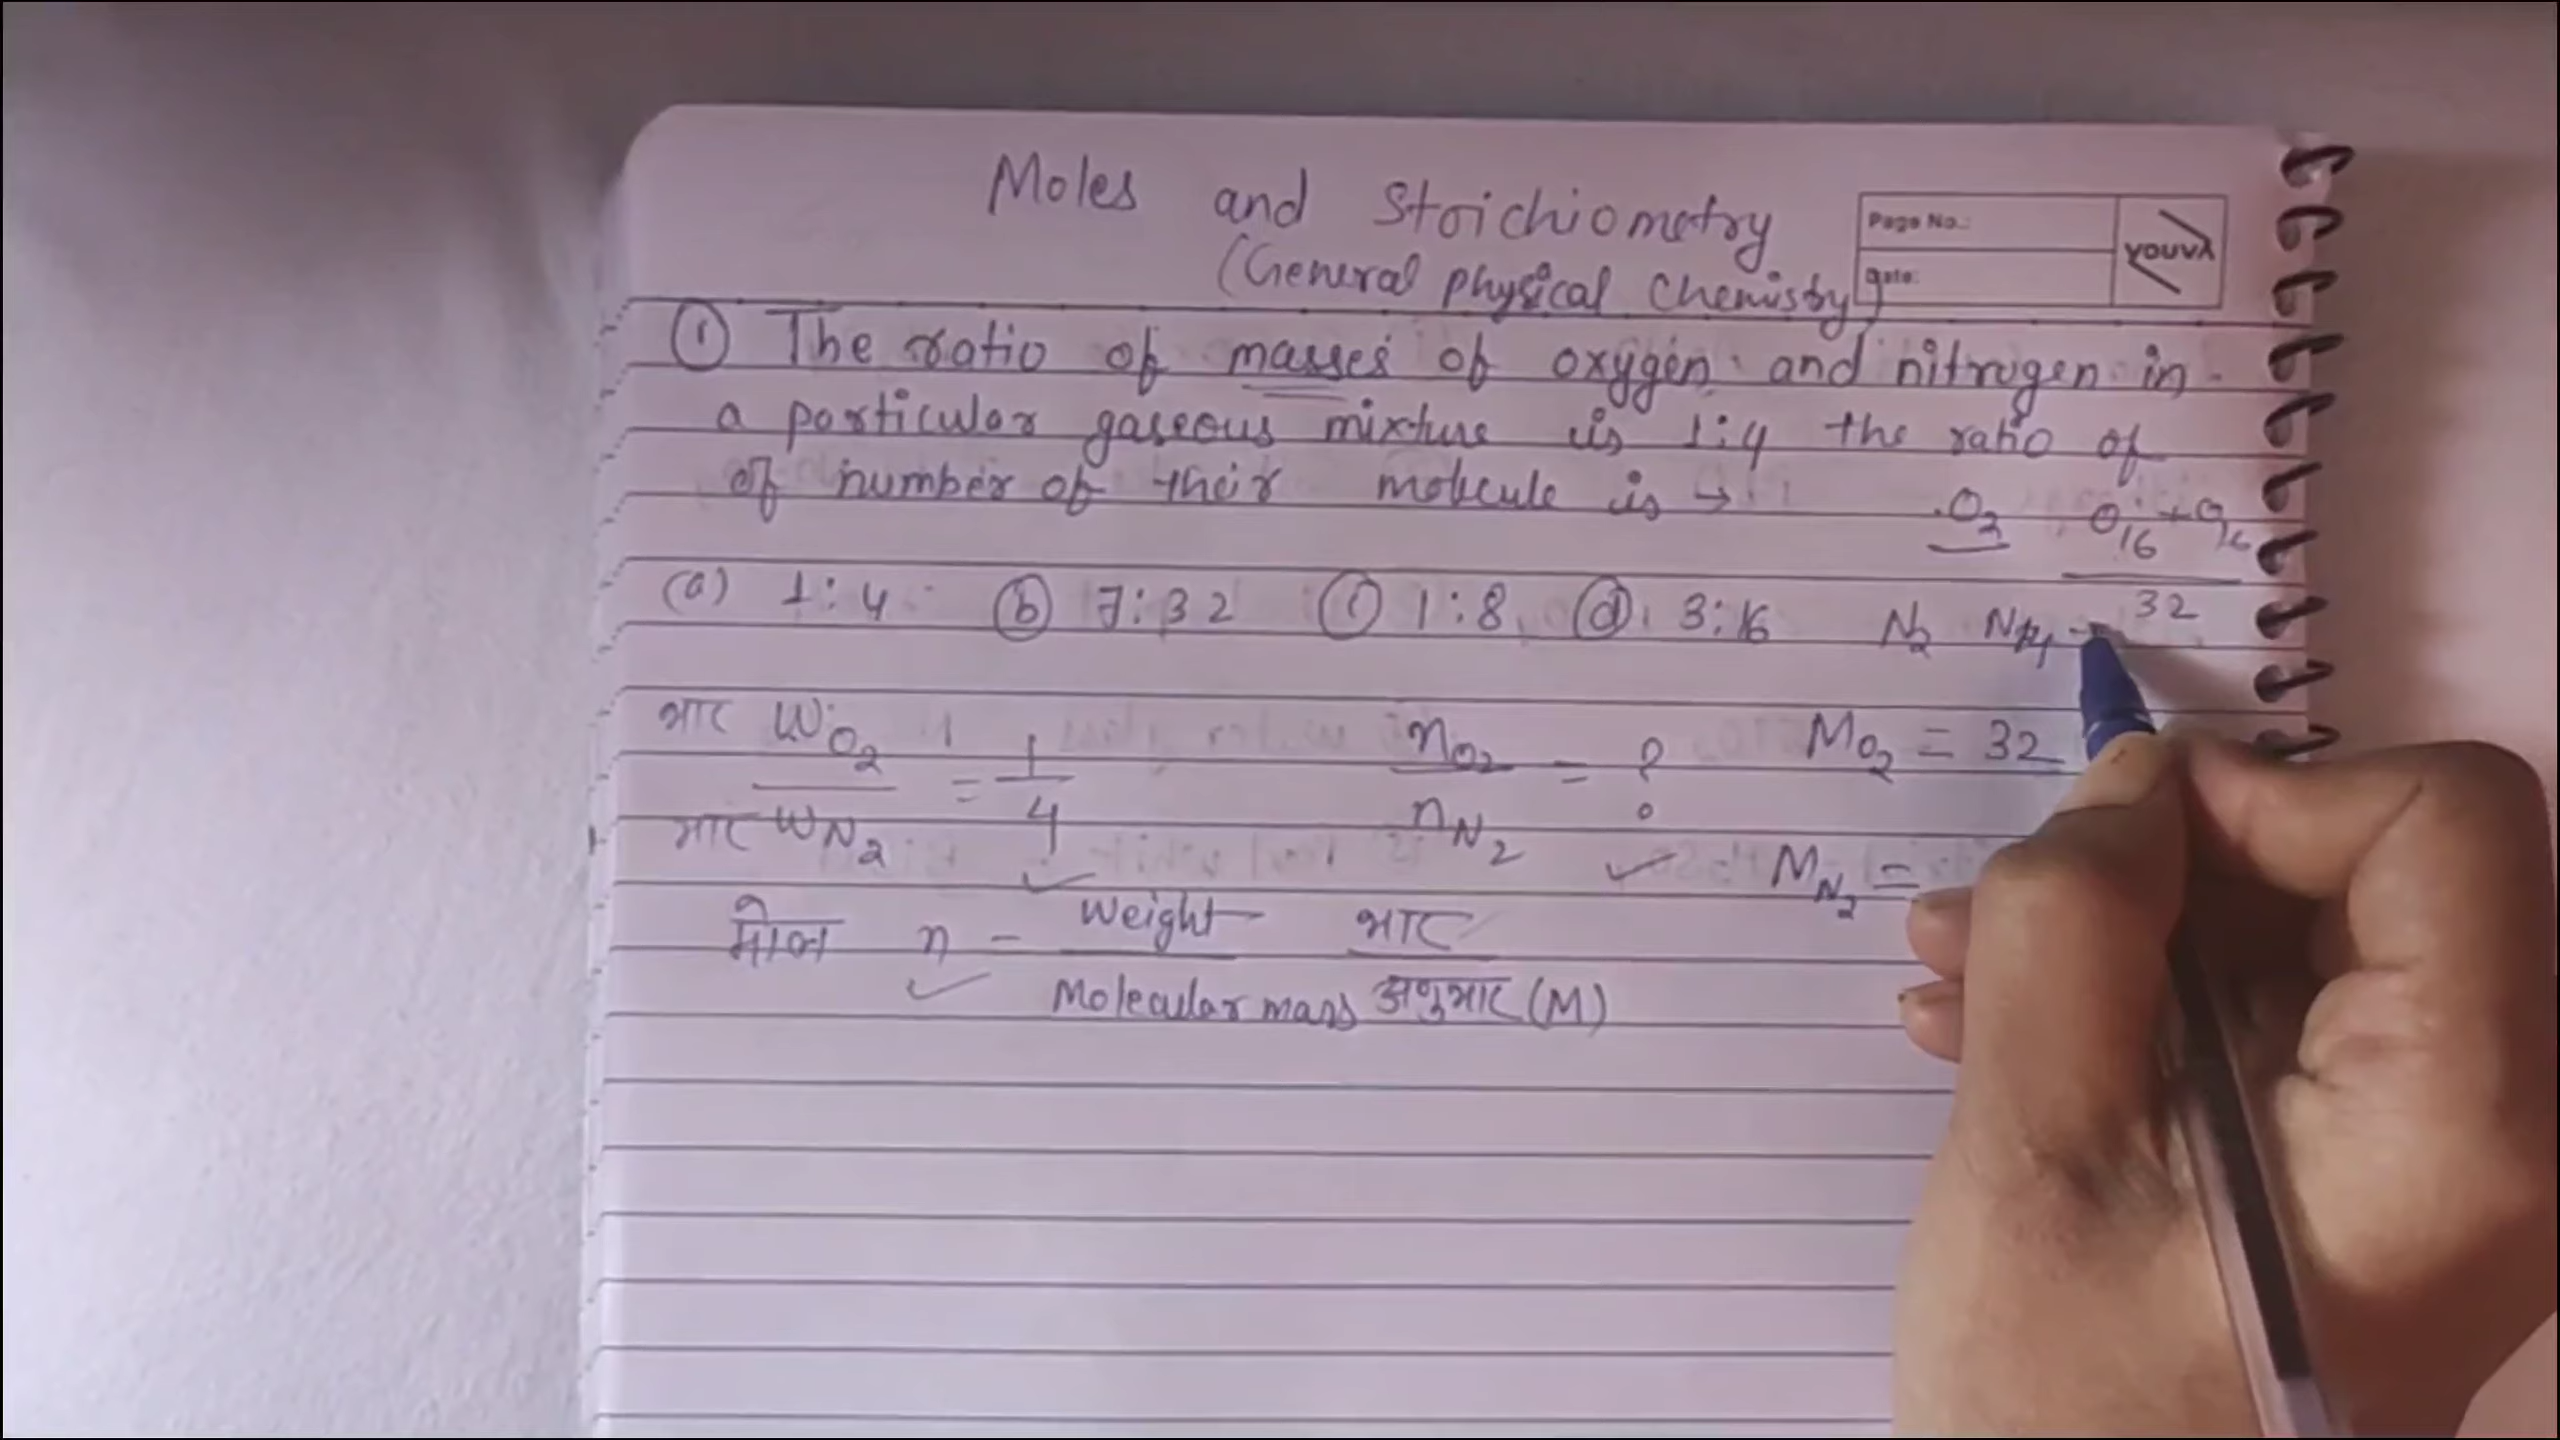 Moles and Stoichiometry
(General physical chemistry)
Page No.:
Date:
youva
① The ratio of masses of oxygen and nitrogen in
a particular gaseous mixture is 1:4 the ratio of
of number of their molecule is →
O2 O16 + O16
32
(a) 1:4 (b) 7:32 (c) 1:8 (d) 3:16
N2 N14 +
भार WO2 / भार WN2 = 1/4
nO2 / nN2 = ?
MO2 = 32
MN2 =
मोल n = Weight / Molecular mass भार / अणुभार (M)